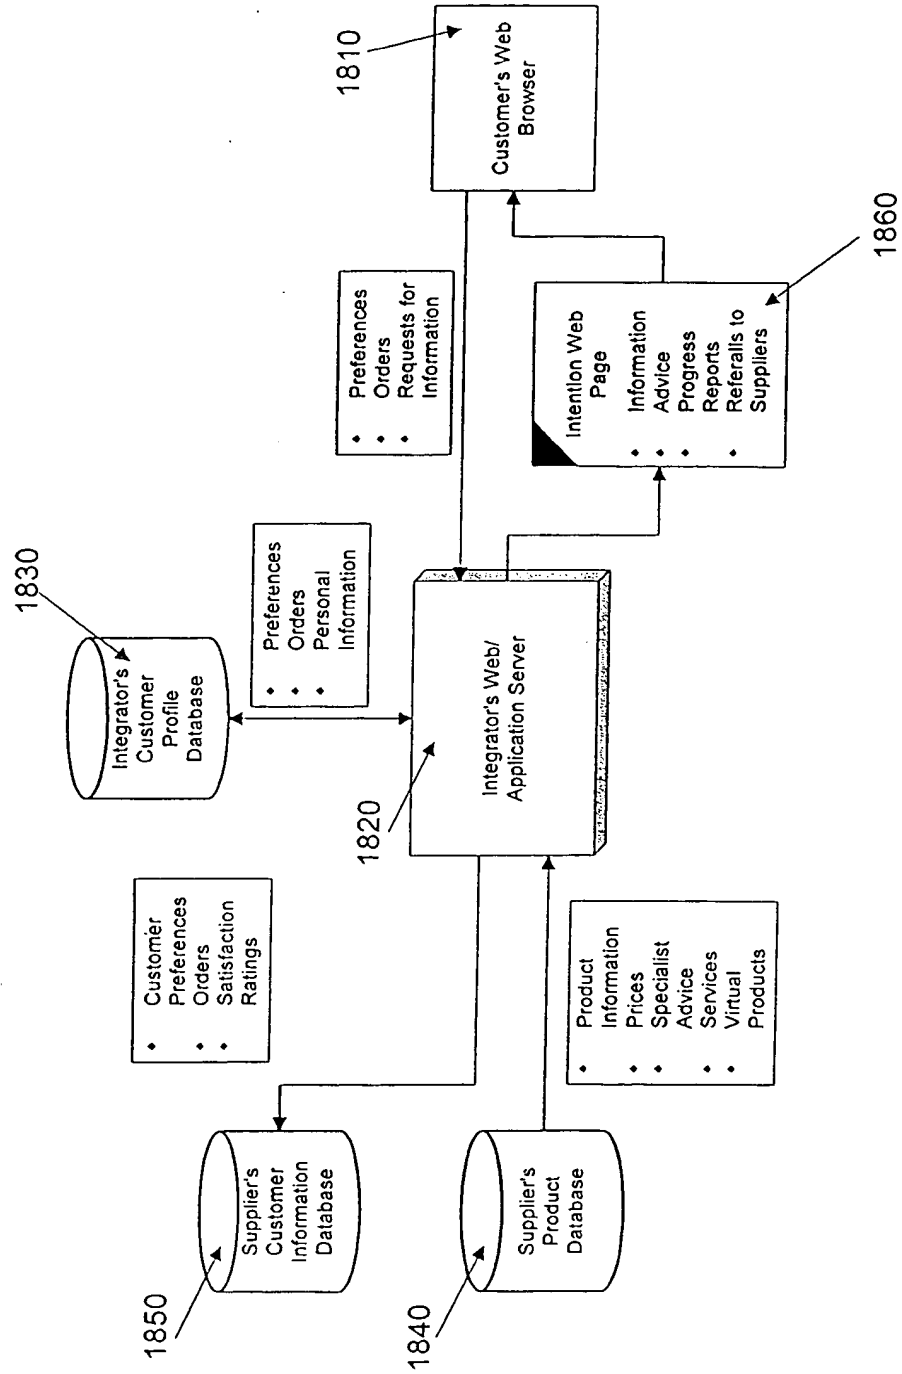 1830
Integrator's
Customer
Profile
Database
• Customer
Preferences
• Orders
• Satisfaction
Ratings
1850
Supplier's
Customer
Information
Database
• Preferences
• Orders
• Personal
Information
1810
• Preferences
• Orders
• Requests for
Information
1820
Integrator's Web/
Application Server
Customer's Web
Browser
1840
Supplier's
Product
Database
• Product
Information
• Prices
• Specialist
Advice
• Services
• Virtual
Products
Intention Web
Page
• Information
• Advice
• Progress
Reports
• Referalls to
Suppliers
1860